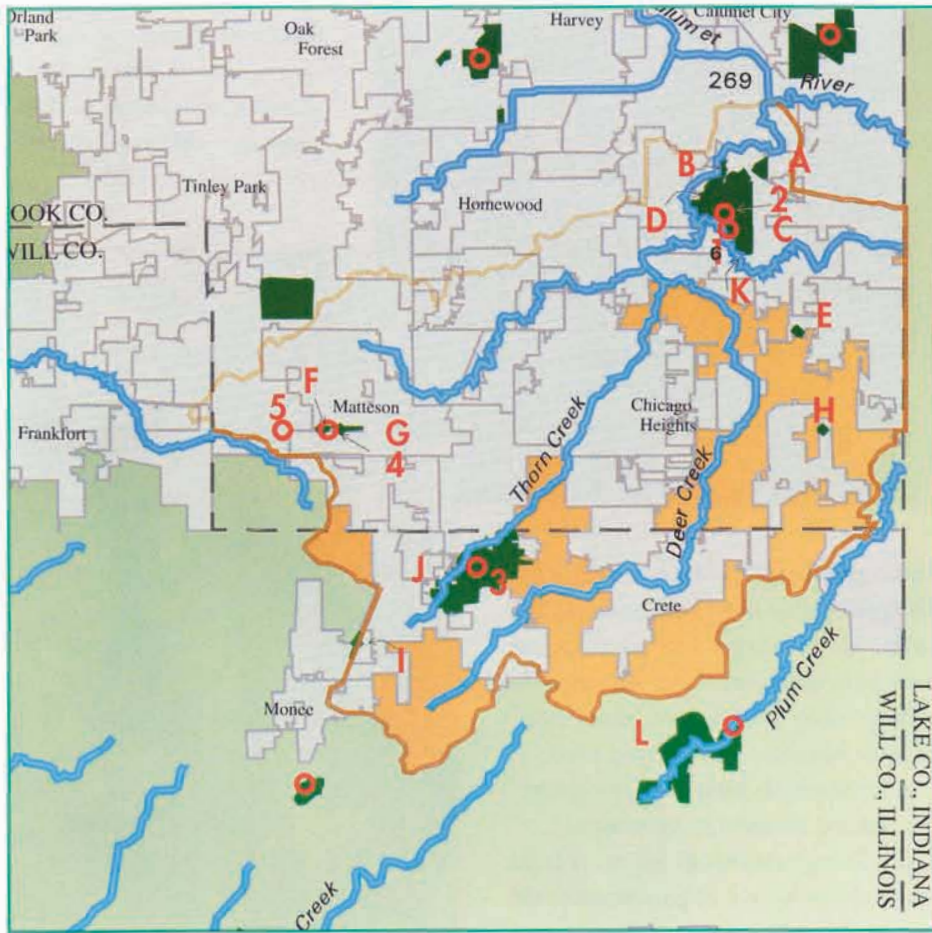 Orland
Park
Oak
Forest
Harvey
Calumet City
Calumet
269
River
B
A
Tinley Park
2
Homewood
D
C
COOK CO.
WILL CO.
1
6
K
E
F
5
Matteson
G
4
H
Frankfort
Chicago
Heights
Thorn Creek
Deer Creek
J
3
Crete
I
Monee
L
Plum Creek
Creek
LAKE CO., INDIANA
WILL CO., ILLINOIS